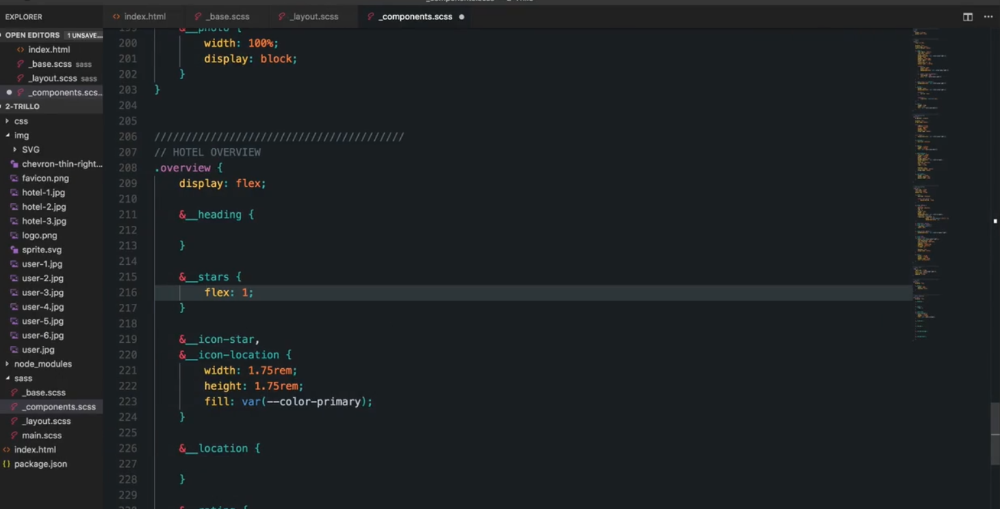 EXPLORER
OPEN EDITORS 1 UNSAVE...
index.html
_base.scss sass
_layout.scss sass
_components.scs...
2-TRILLO
css
img
SVG
chevron-thin-right...
favicon.png
hotel-1.jpg
hotel-2.jpg
hotel-3.jpg
logo.png
sprite.svg
user-1.jpg
user-2.jpg
user-3.jpg
user-4.jpg
user-5.jpg
user-6.jpg
user.jpg
node_modules
sass
_base.scss
_components.scss
_layout.scss
main.scss
index.html
package.json
index.html _base.scss _layout.scss _components.scss
199 &__photo {
200 width: 100%;
201 display: block;
202 }
203 }
204
205
206 ////////////////////////////////////////
207 // HOTEL OVERVIEW
208 .overview {
209 display: flex;
210
211 &__heading {
212
213 }
214
215 &__stars {
216 flex: 1;
217 }
218
219 &__icon-star,
220 &__icon-location {
221 width: 1.75rem;
222 height: 1.75rem;
223 fill: var(--color-primary);
224 }
225
226 &__location {
227
228 }
229
230 &__rating {